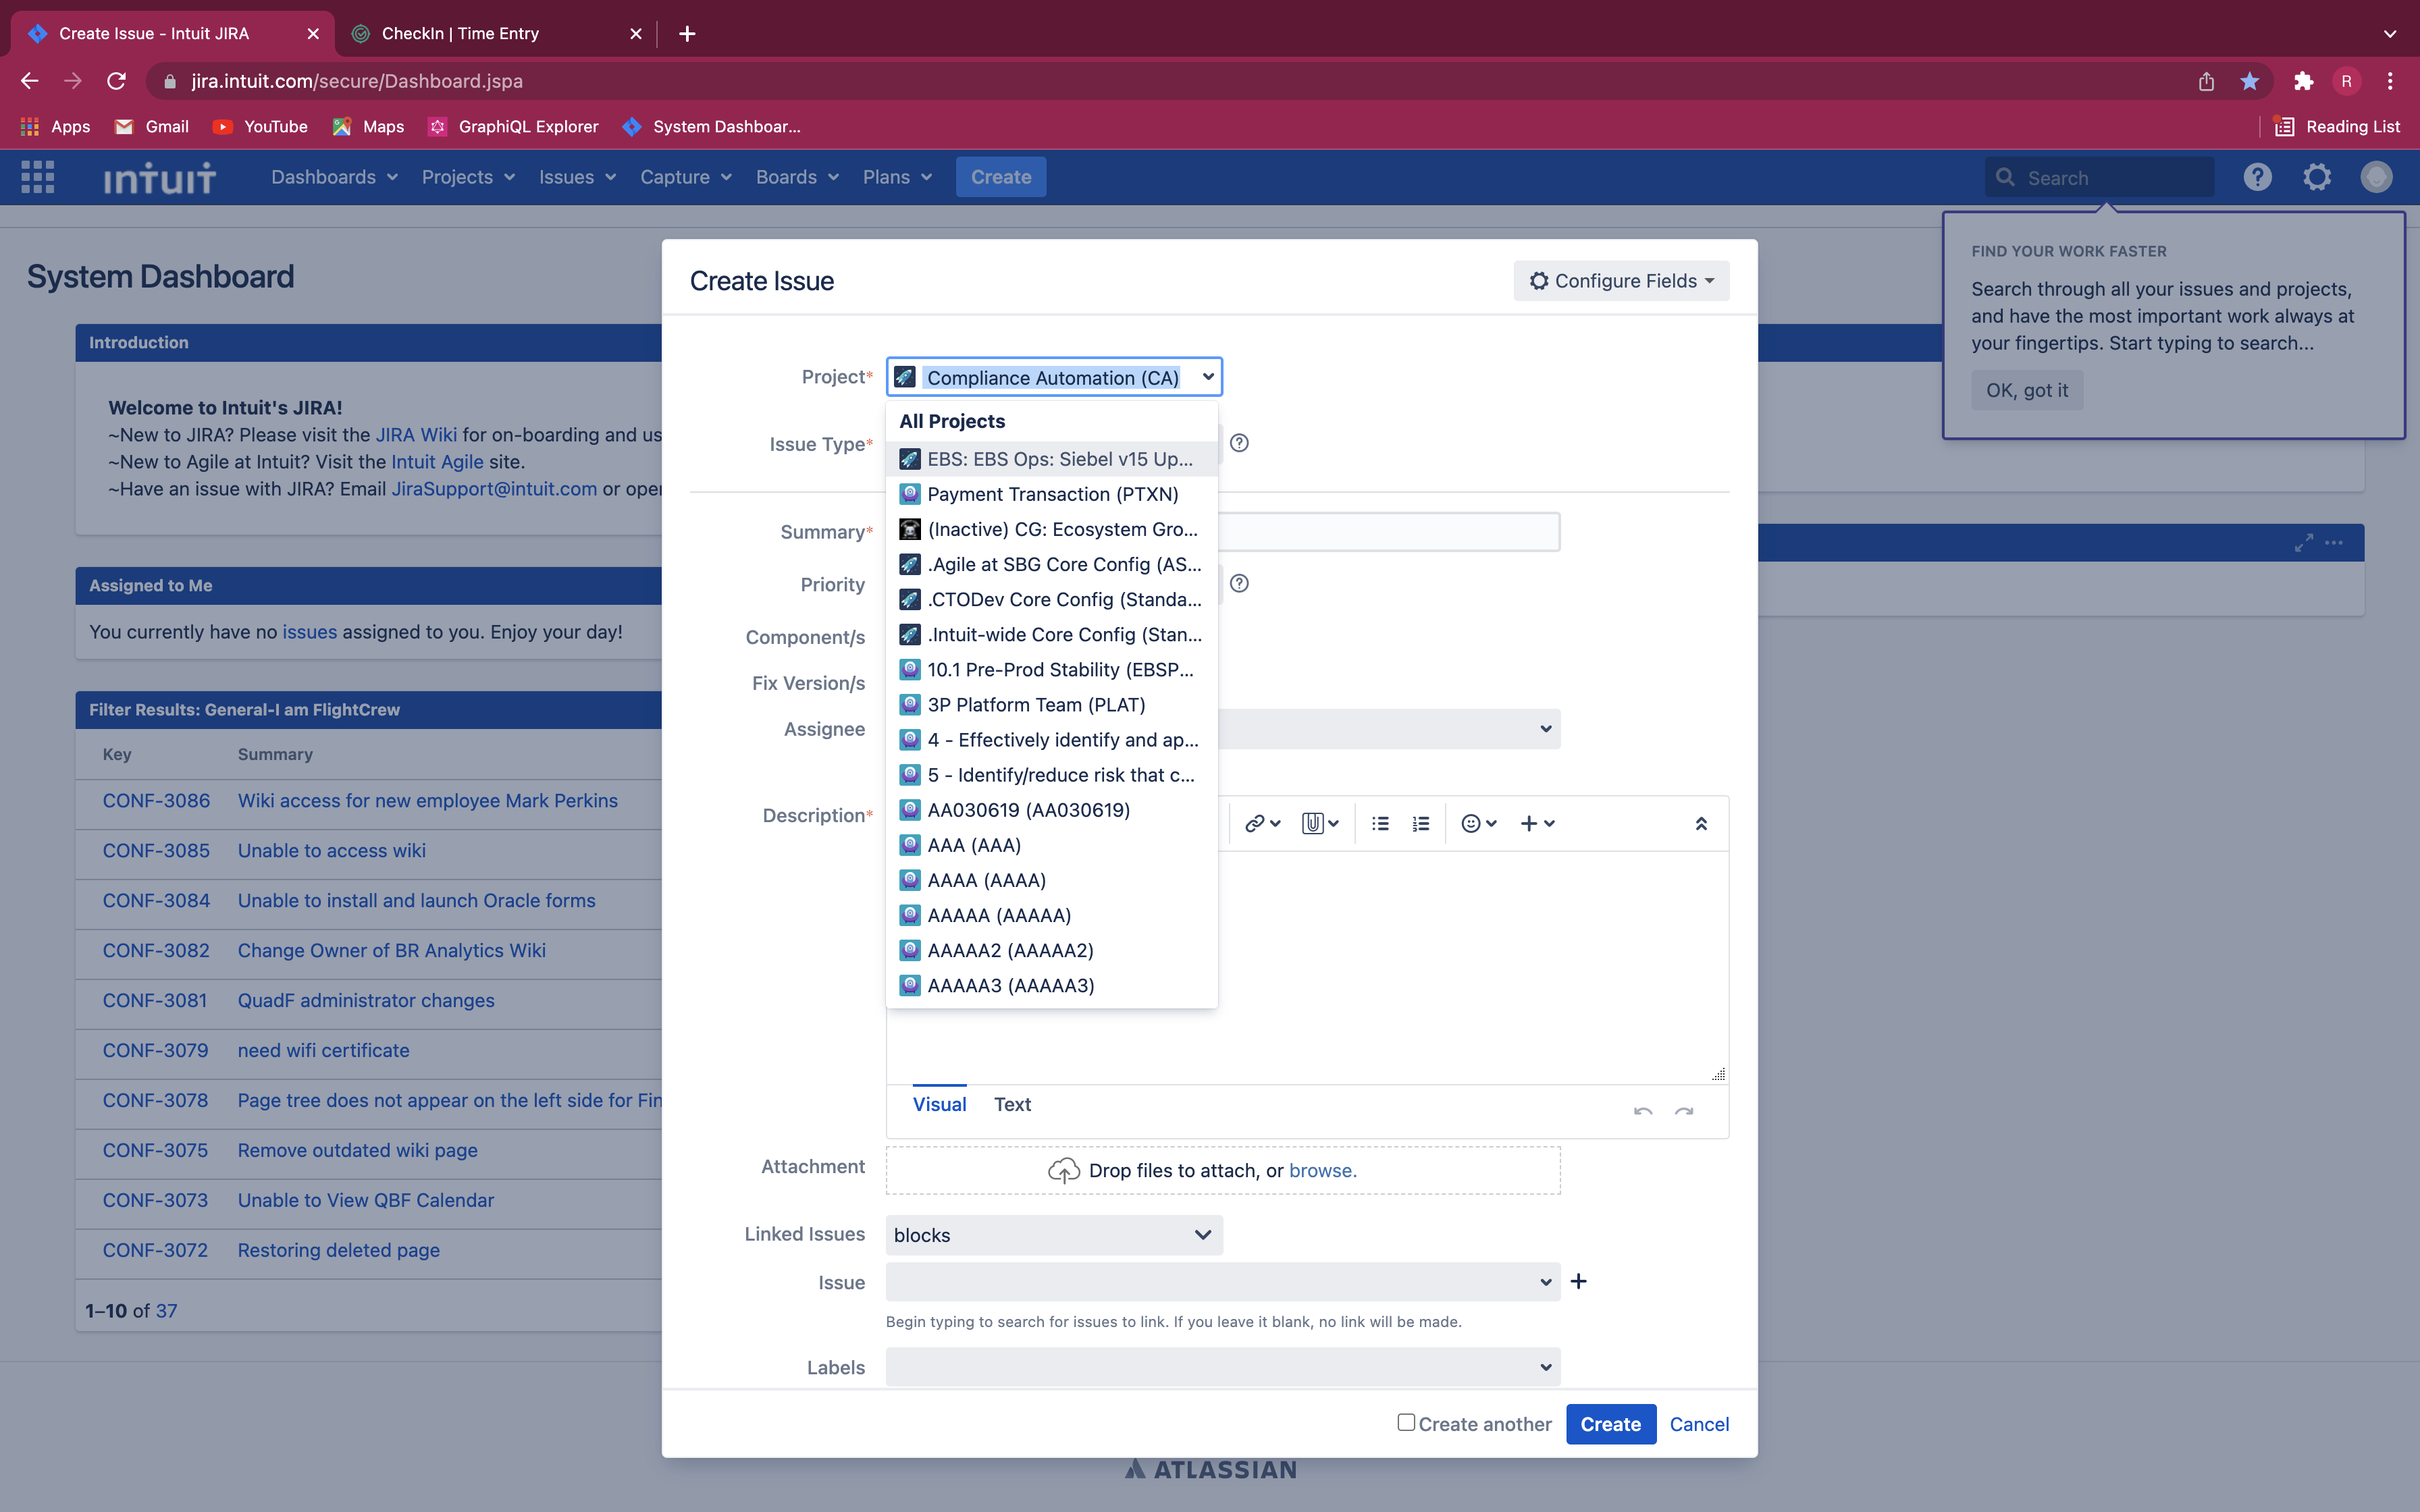 Create Issue - Intuit JIRA
CheckIn | Time Entry
jira.intuit.com/secure/Dashboard.jspa
R
Apps
Gmail
YouTube
Maps
GraphiQL Explorer
System Dashboar...
Reading List
INTUIT
Dashboards
Projects
Issues
Capture
Boards
Plans
Create
Search
System Dashboard
Introduction
Welcome to Intuit's JIRA!
~New to JIRA? Please visit the JIRA Wiki for on-boarding and us
~New to Agile at Intuit? Visit the Intuit Agile site.
~Have an issue with JIRA? Email JiraSupport@intuit.com or oper
Assigned to Me
You currently have no issues assigned to you. Enjoy your day!
Filter Results: General-I am FlightCrew
Key Summary
CONF-3086 Wiki access for new employee Mark Perkins
CONF-3085 Unable to access wiki
CONF-3084 Unable to install and launch Oracle forms
CONF-3082 Change Owner of BR Analytics Wiki
CONF-3081 QuadF administrator changes
CONF-3079 need wifi certificate
CONF-3078 Page tree does not appear on the left side for Fin
CONF-3075 Remove outdated wiki page
CONF-3073 Unable to View QBF Calendar
CONF-3072 Restoring deleted page
1–10 of 37
Create Issue
Configure Fields
Project*
Compliance Automation (CA)
All Projects
EBS: EBS Ops: Siebel v15 Up...
Payment Transaction (PTXN)
(Inactive) CG: Ecosystem Gro...
.Agile at SBG Core Config (AS...
.CTODev Core Config (Standa...
.Intuit-wide Core Config (Stan...
10.1 Pre-Prod Stability (EBSP...
3P Platform Team (PLAT)
4 - Effectively identify and ap...
5 - Identify/reduce risk that c...
AA030619 (AA030619)
AAA (AAA)
AAAA (AAAA)
AAAAA (AAAAA)
AAAAA2 (AAAAA2)
AAAAA3 (AAAAA3)
Issue Type*
Summary*
Priority
Component/s
Fix Version/s
Assignee
Description*
Visual
Text
Attachment
Drop files to attach, or browse.
Linked Issues
blocks
Issue
Begin typing to search for issues to link. If you leave it blank, no link will be made.
Labels
Create another
Create
Cancel
FIND YOUR WORK FASTER
Search through all your issues and projects,
and have the most important work always at
your fingertips. Start typing to search...
OK, got it
ATLASSIAN